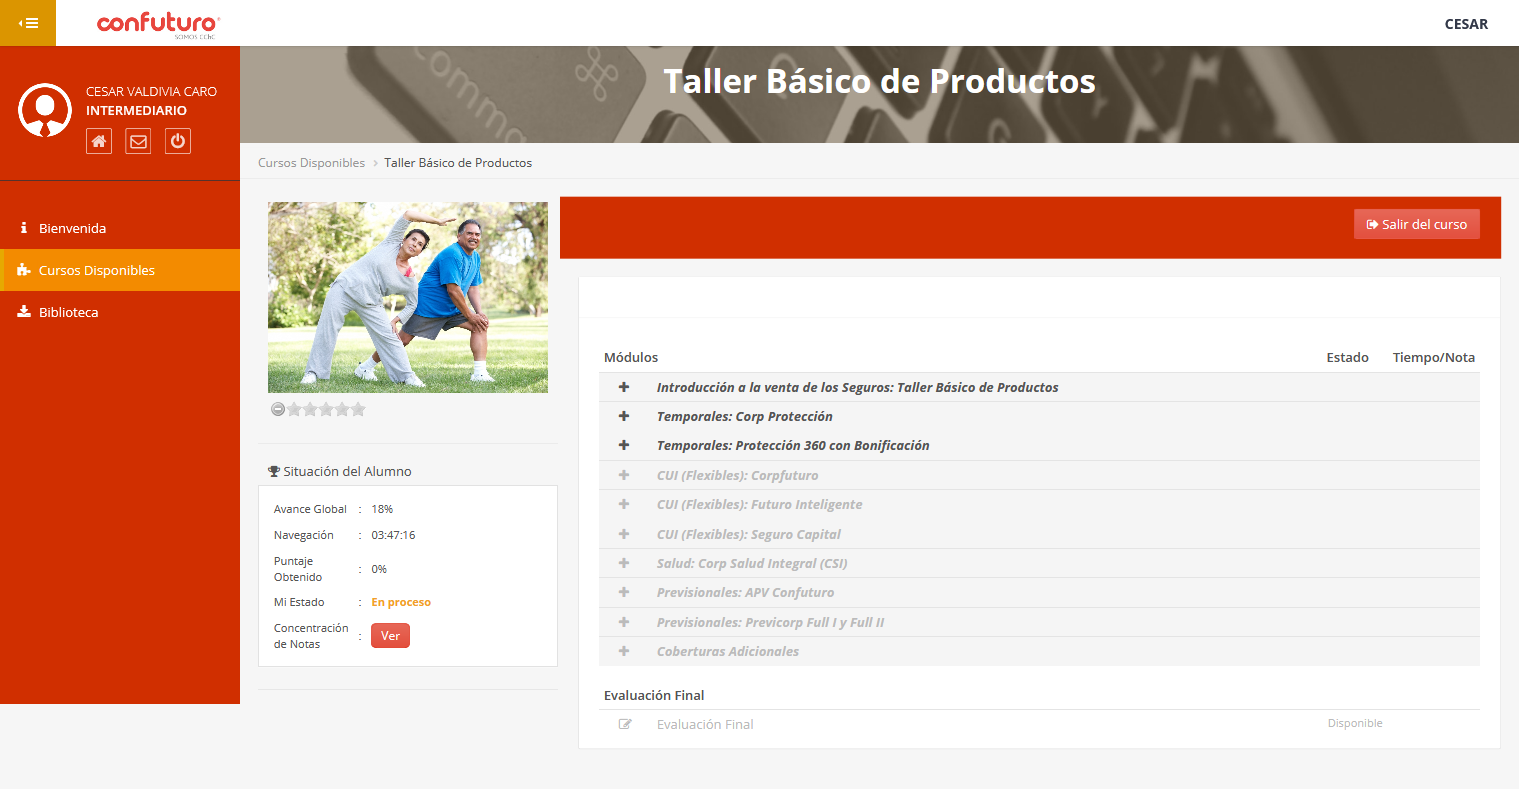 confuturo
SOMOS CChC
CESAR
CESAR VALDIVIA CARO
INTERMEDIARIO
Bienvenida
Cursos Disponibles
Biblioteca
comma
Taller Básico de Productos
Cursos Disponibles > Taller Básico de Productos
Salir del curso
Situación del Alumno
Avance Global : 18%
Navegación : 03:47:16
Puntaje
Obtenido : 0%
Mi Estado : En proceso
Concentración
de Notas : Ver
Módulos Estado Tiempo/Nota
Introducción a la venta de los Seguros: Taller Básico de Productos
Temporales: Corp Protección
Temporales: Protección 360 con Bonificación
CUI (Flexibles): Corpfuturo
CUI (Flexibles): Futuro Inteligente
CUI (Flexibles): Seguro Capital
Salud: Corp Salud Integral (CSI)
Previsionales: APV Confuturo
Previsionales: Previcorp Full I y Full II
Coberturas Adicionales
Evaluación Final
Evaluación Final Disponible